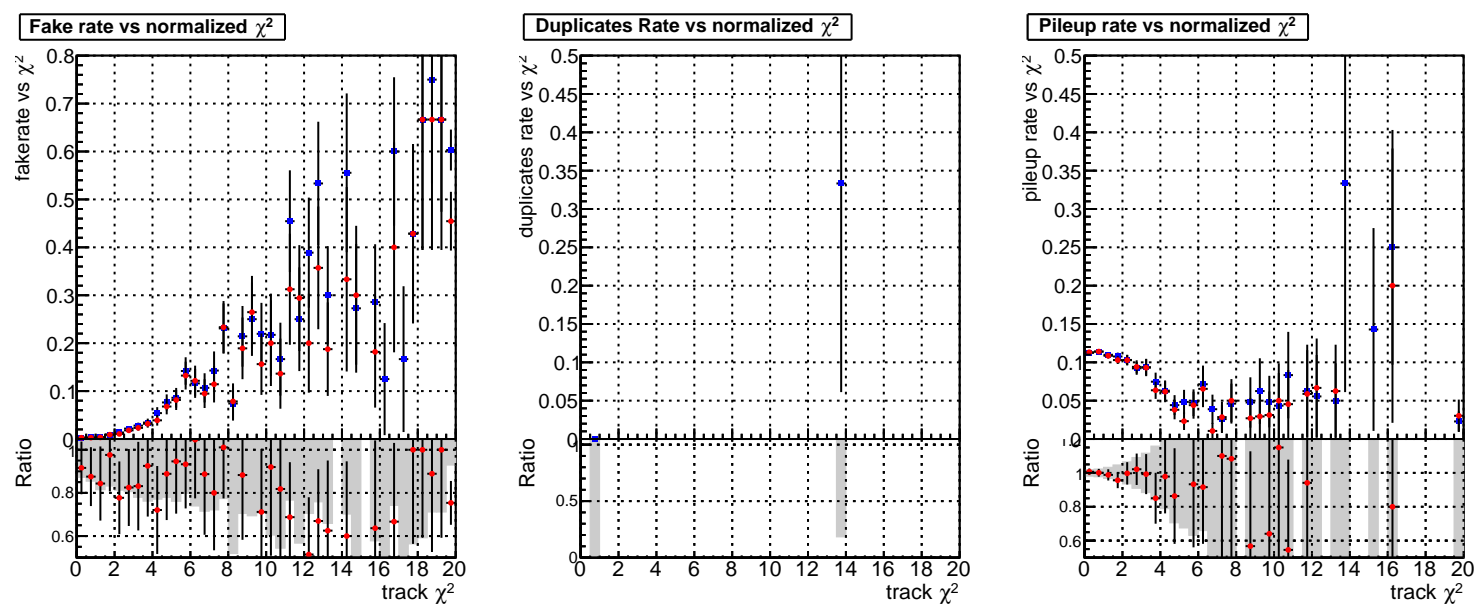 Fake rate vs normalized χ²
fakerate vs χ²
0.8
0.7
0.6
0.5
0.4
0.3
0.2
0.1
0
Ratio
1
0.8
0.6
0 2 4 6 8 10 12 14 16 18 20
track χ²
Duplicates Rate vs normalized χ²
duplicates rate vs χ²
0.5
0.45
0.4
0.35
0.3
0.25
0.2
0.15
0.1
0.05
0
Ratio
1
0.5
0
0 2 4 6 8 10 12 14 16 18 20
track χ²
Pileup rate vs normalized χ²
pileup rate vs χ²
0.5
0.45
0.4
0.35
0.3
0.25
0.2
0.15
0.1
0.05
0
Ratio
1
0.8
0.6
0 2 4 6 8 10 12 14 16 18 20
track χ²